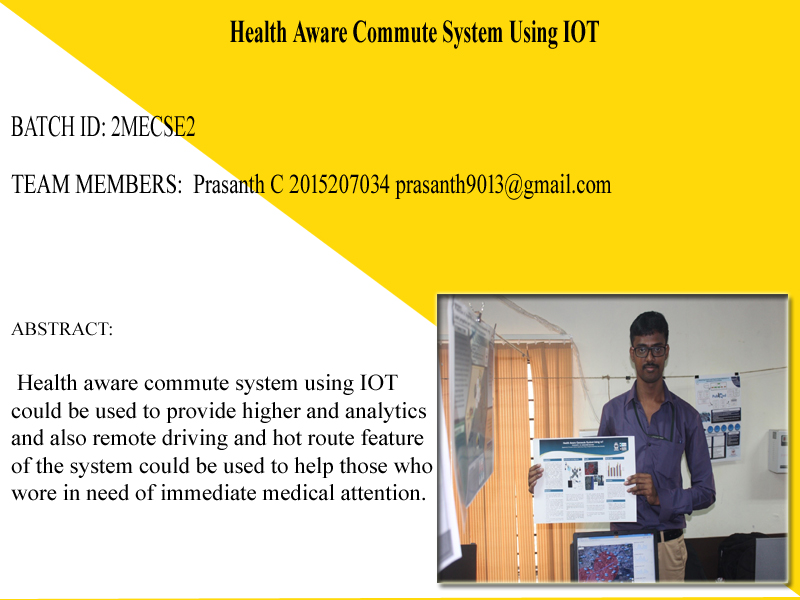 Health Aware Commute System Using IOT
BATCH ID: 2MECSE2
TEAM MEMBERS:  Prasanth C 2015207034 prasanth9013@gmail.com
ABSTRACT:
Health aware commute system using IOT
could be used to provide higher and analytics
and also remote driving and hot route feature
of the system could be used to help those who
wore in need of immediate medical attention.